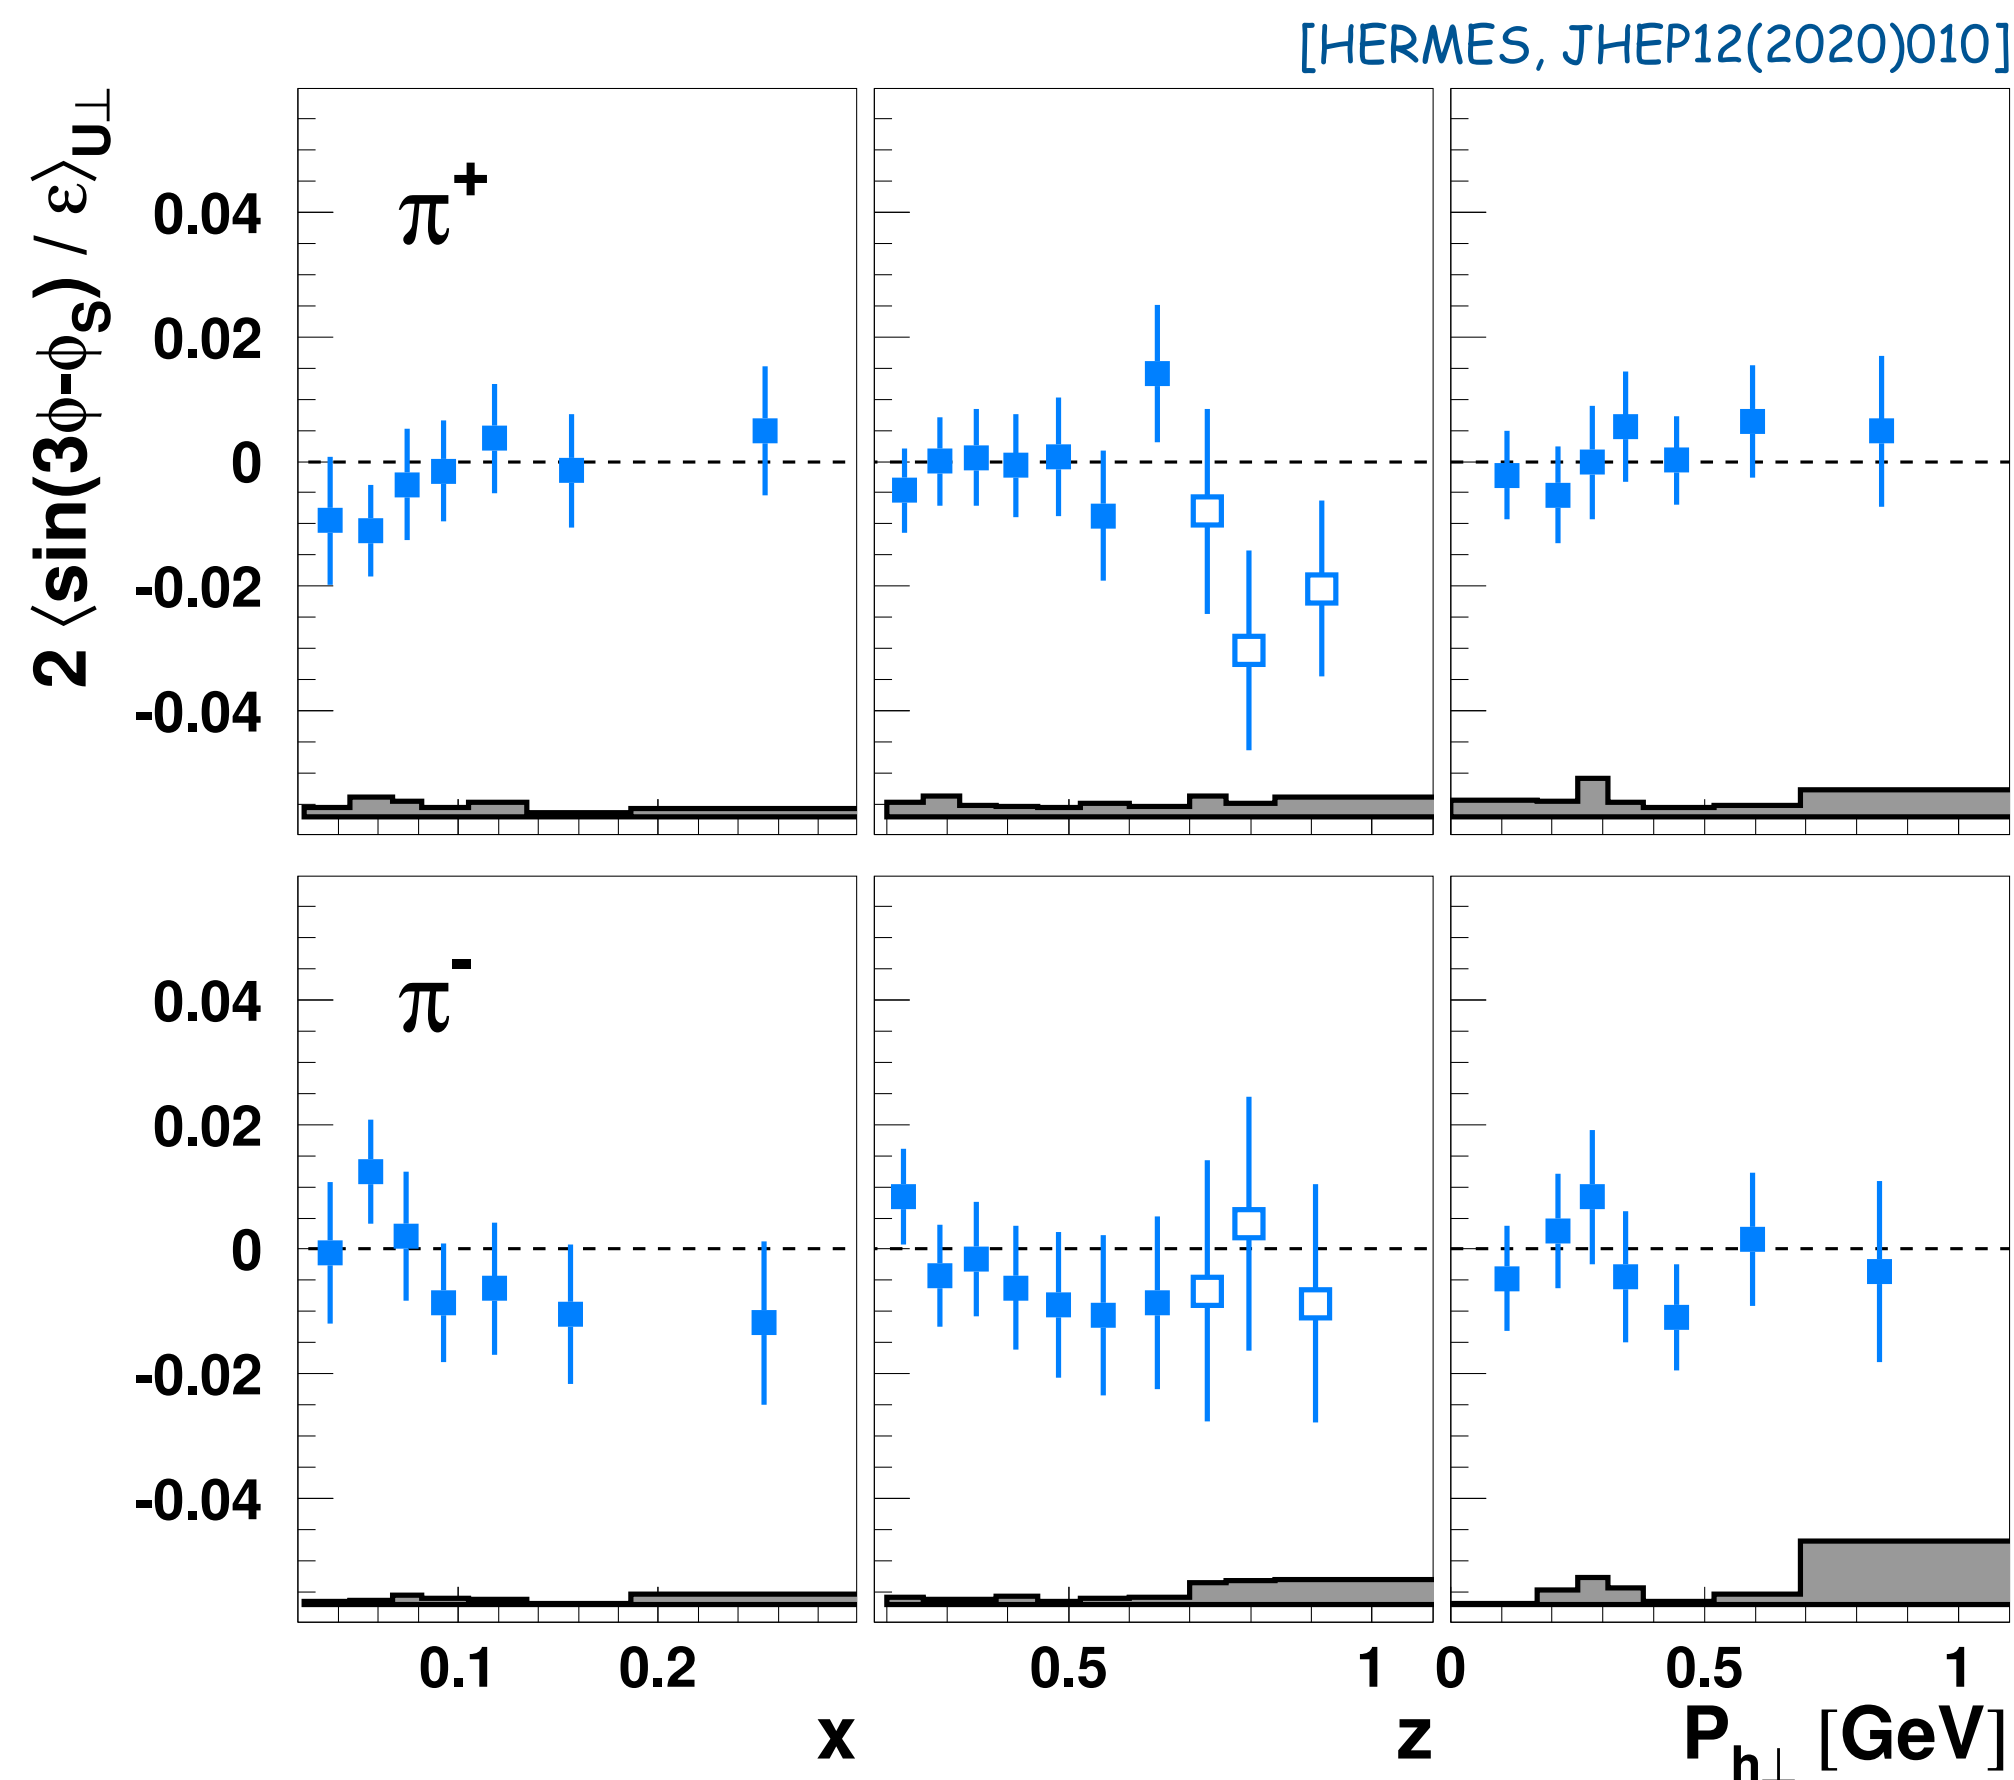 [HERMES, JHEP12(2020)010]
2 ⟨sin(3ϕ-ϕS) / ε⟩U⊥
π+
0.04
0.02
0
-0.02
-0.04
π-
0.04
0.02
0
-0.02
-0.04
0.1 0.2 0.5 1 0 0.5 1
x z Ph⊥ [GeV]